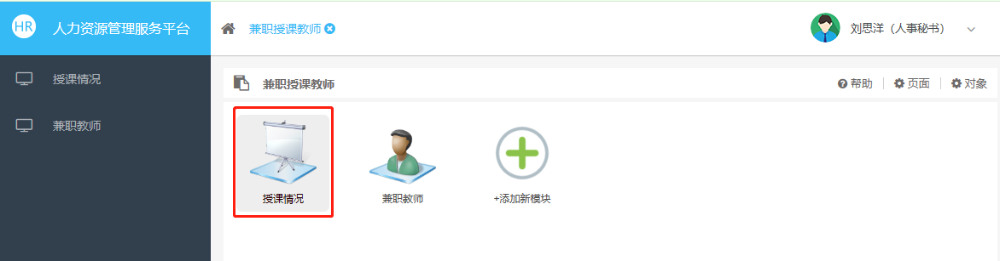 HR 人力资源管理服务平台
兼职授课教师
刘思洋（人事秘书）
授课情况
兼职教师
兼职授课教师
帮助 页面 对象
授课情况
兼职教师
+添加新模块